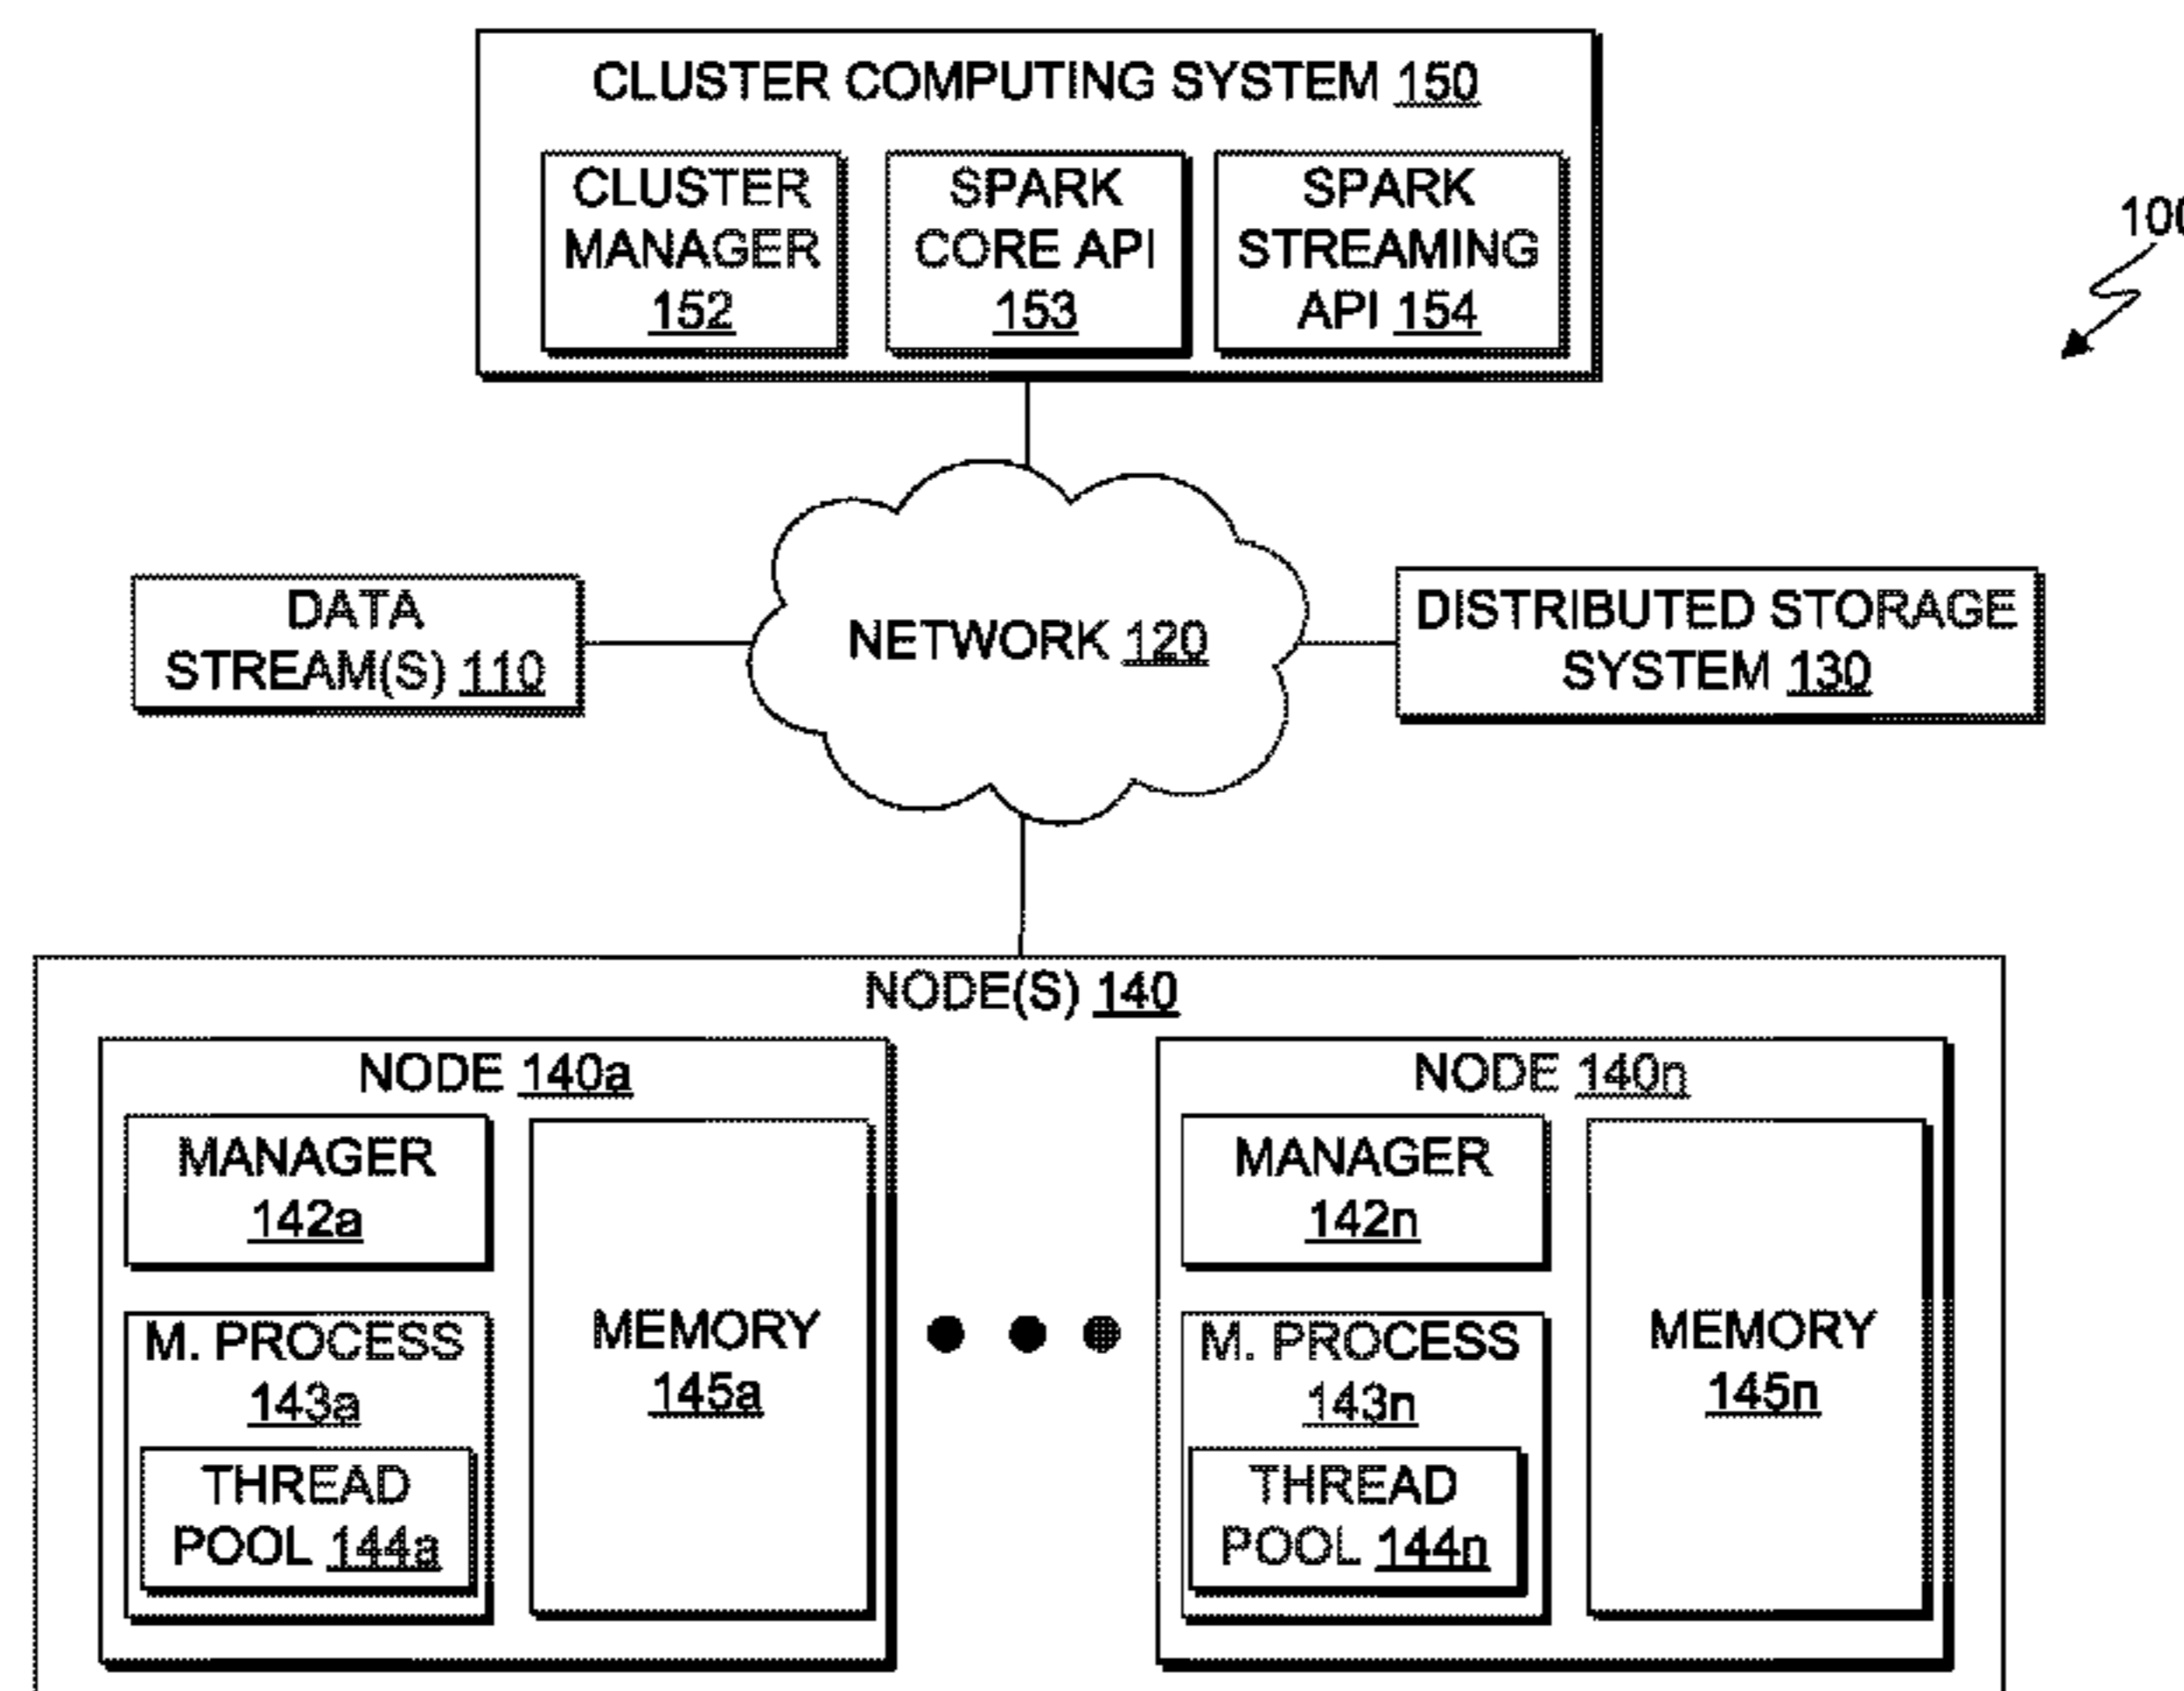 CLUSTER COMPUTING SYSTEM 150
CLUSTER
MANAGER
152
SPARK
CORE API
153
SPARK
STREAMING
API 154
100
DATA
STREAM(S) 110
NETWORK 120
DISTRIBUTED STORAGE
SYSTEM 130
NODE(S) 140
NODE 140a
MANAGER
142a
M. PROCESS
143a
THREAD
POOL 144a
MEMORY
145a
NODE 140n
MANAGER
142n
M. PROCESS
143n
THREAD
POOL 144n
MEMORY
145n